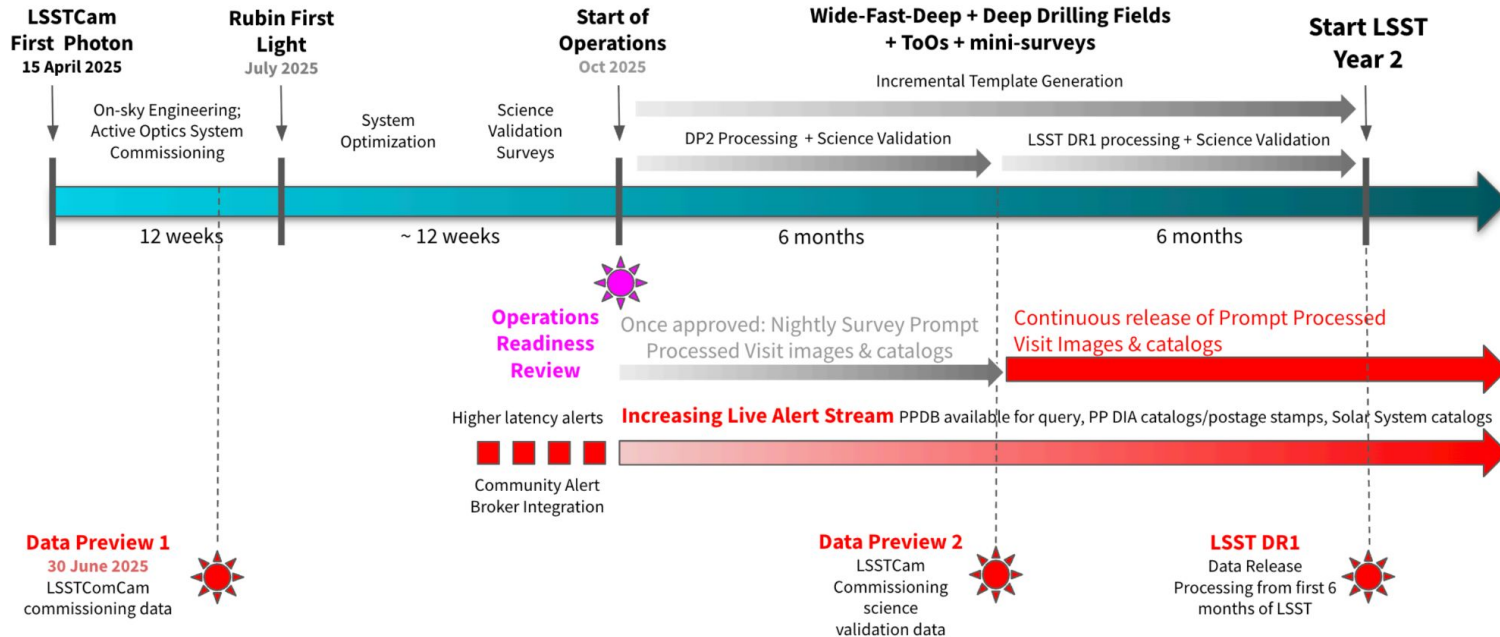 LSSTCam
First Photon
15 April 2025
Rubin First
Light
July 2025
Start of
Operations
Oct 2025
Wide-Fast-Deep + Deep Drilling Fields
+ ToOs + mini-surveys
Start LSST
Year 2
Incremental Template Generation
On-sky Engineering;
Active Optics System
Commissioning
System
Optimization
Science
Validation
Surveys
DP2 Processing + Science Validation
LSST DR1 processing + Science Validation
12 weeks
~ 12 weeks
6 months
6 months
Operations
Readiness
Review
Once approved: Nightly Survey Prompt
Processed Visit images & catalogs
Continuous release of Prompt Processed
Visit Images & catalogs
Higher latency alerts
Increasing Live Alert Stream PPDB available for query, PP DIA catalogs/postage stamps, Solar System catalogs
Community Alert
Broker Integration
Data Preview 1
30 June 2025
LSSTComCam
commissioning data
Data Preview 2
LSSTCam
Commissioning
science
validation data
LSST DR1
Data Release
Processing from first 6
months of LSST